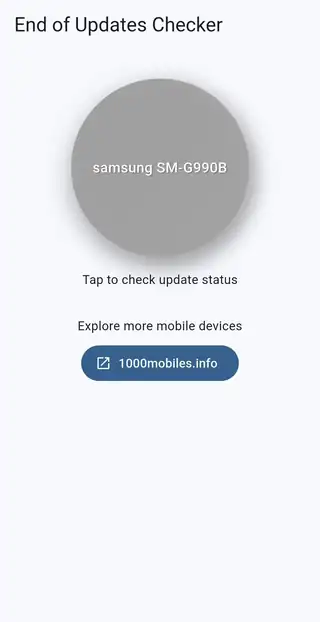 End of Updates Checker
samsung SM-G990B
Tap to check update status
Explore more mobile devices
1000mobiles.info